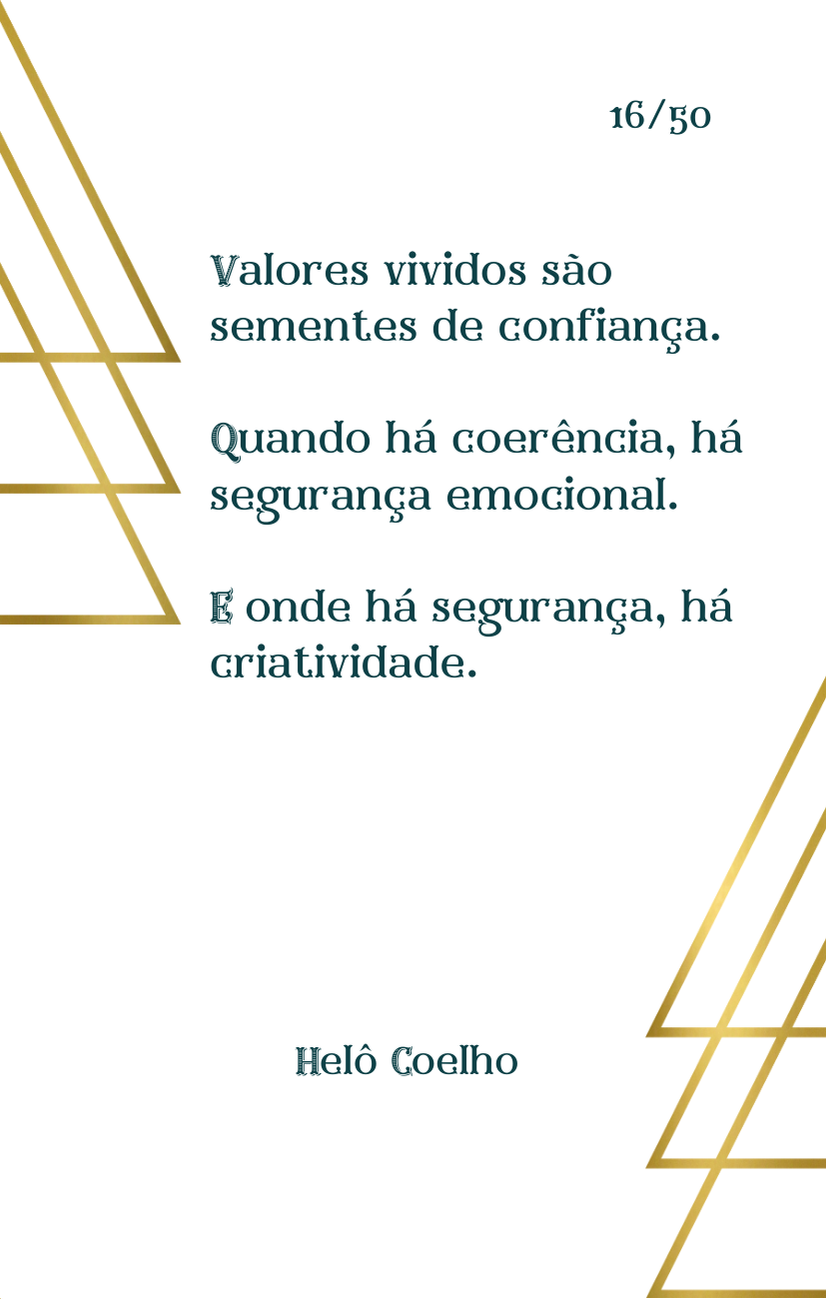 16/50
Valores vividos são
sementes de confiança.
Quando há coerência, há
segurança emocional.
E onde há segurança, há
criatividade.
Helô Coelho